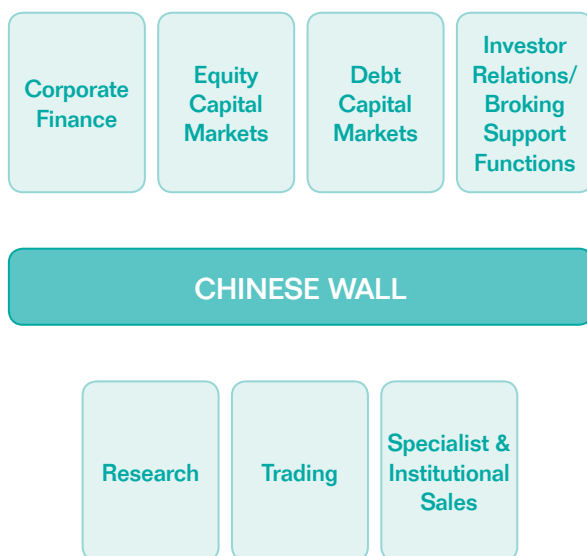 Corporate
Finance
Equity
Capital
Markets
Debt
Capital
Markets
Investor
Relations/
Broking
Support
Functions
CHINESE WALL
Research
Trading
Specialist &
Institutional
Sales